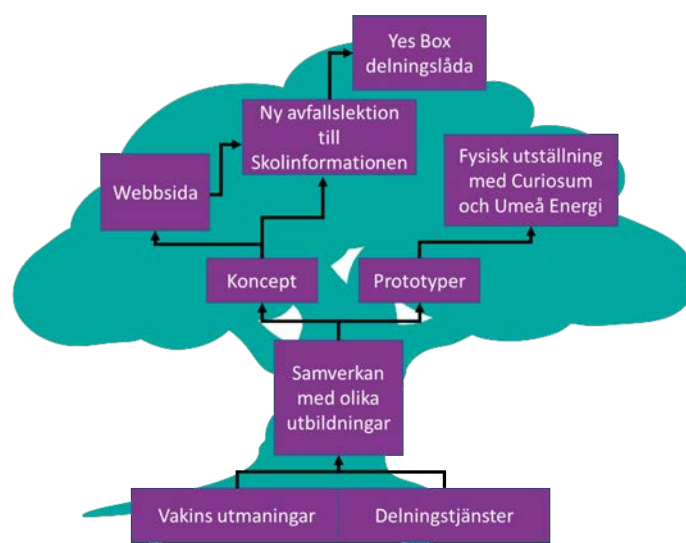 Yes Box
delningslåda
Ny avfallslektion
till
Skolinformationen
Fysisk utställning
med Curiosum
och Umeå Energi
Webbsida
Koncept
Prototyper
Samverkan
med olika
utbildningar
Vakins utmaningar
Delningstjänster